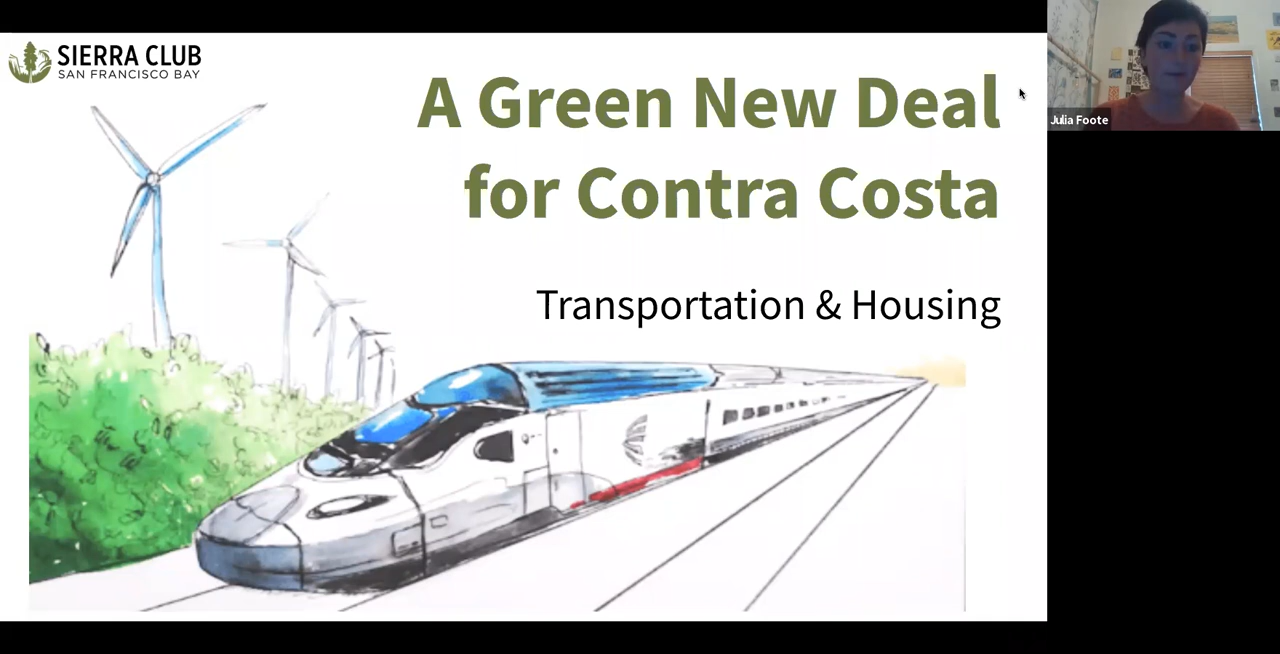 SIERRA CLUB
SAN FRANCISCO BAY
A Green New Deal
for Contra Costa
Transportation & Housing
Julia Foote